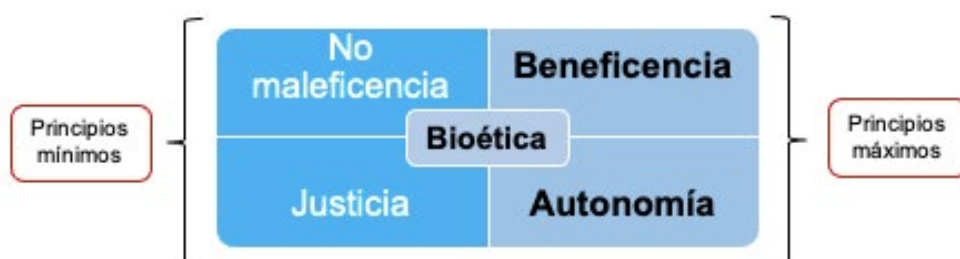 Principios
mínimos
No
maleficencia
Beneficencia
Bioética
Justicia
Autonomía
Principios
máximos